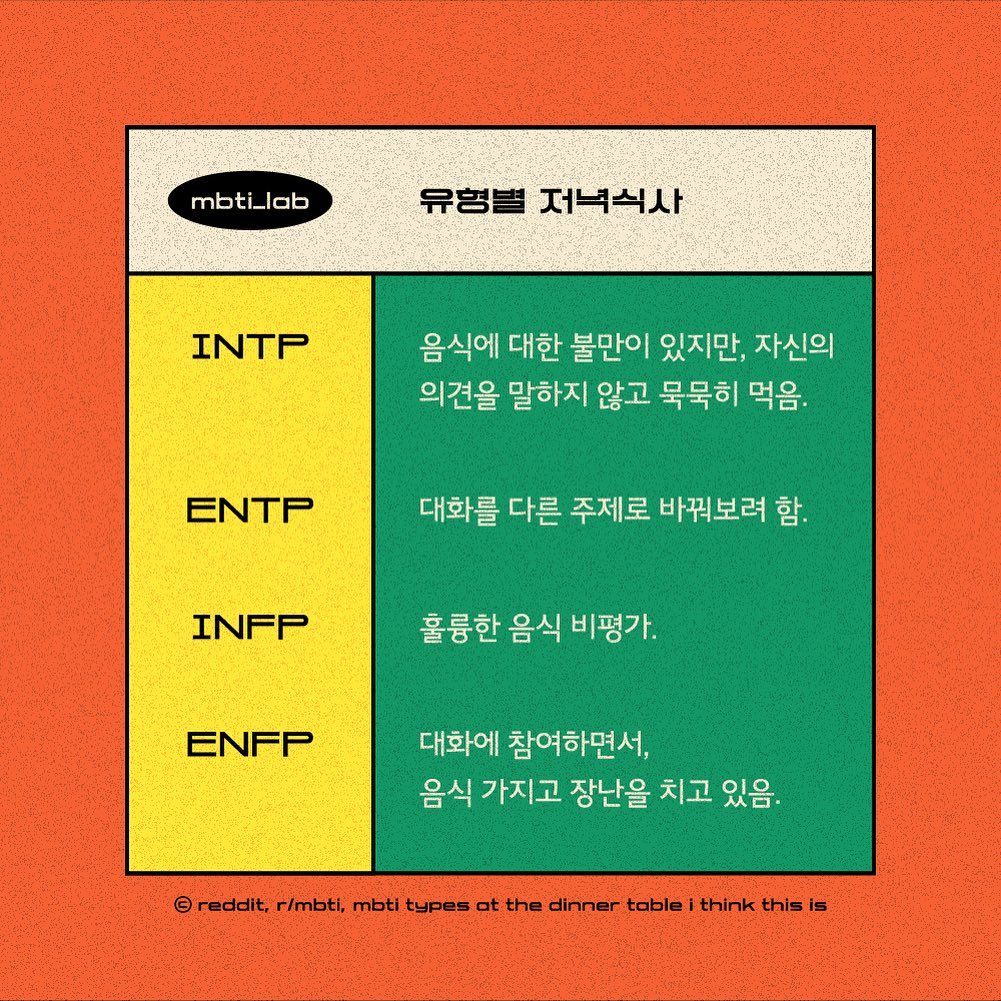 mbti_lab
유형별 저녁식사
INTP
음식에 대한 불만이 있지만, 자신의
의견을 말하지 않고 묵묵히 먹음.
ENTP
대화를 다른 주제로 바꿔보려 함.
INFP
훌륭한 음식 비평가.
ENFP
대화에 참여하면서,
음식 가지고 장난을 치고 있음.
© reddit, r/mbti, mbti types at the dinner table i think this is